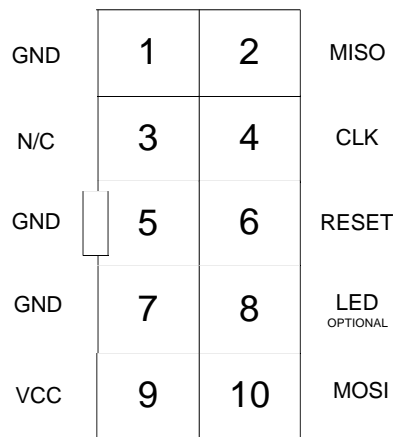 GND 1 2 MISO
N/C 3 4 CLK
GND 5 6 RESET
GND 7 8 LED
OPTIONAL
VCC 9 10 MOSI